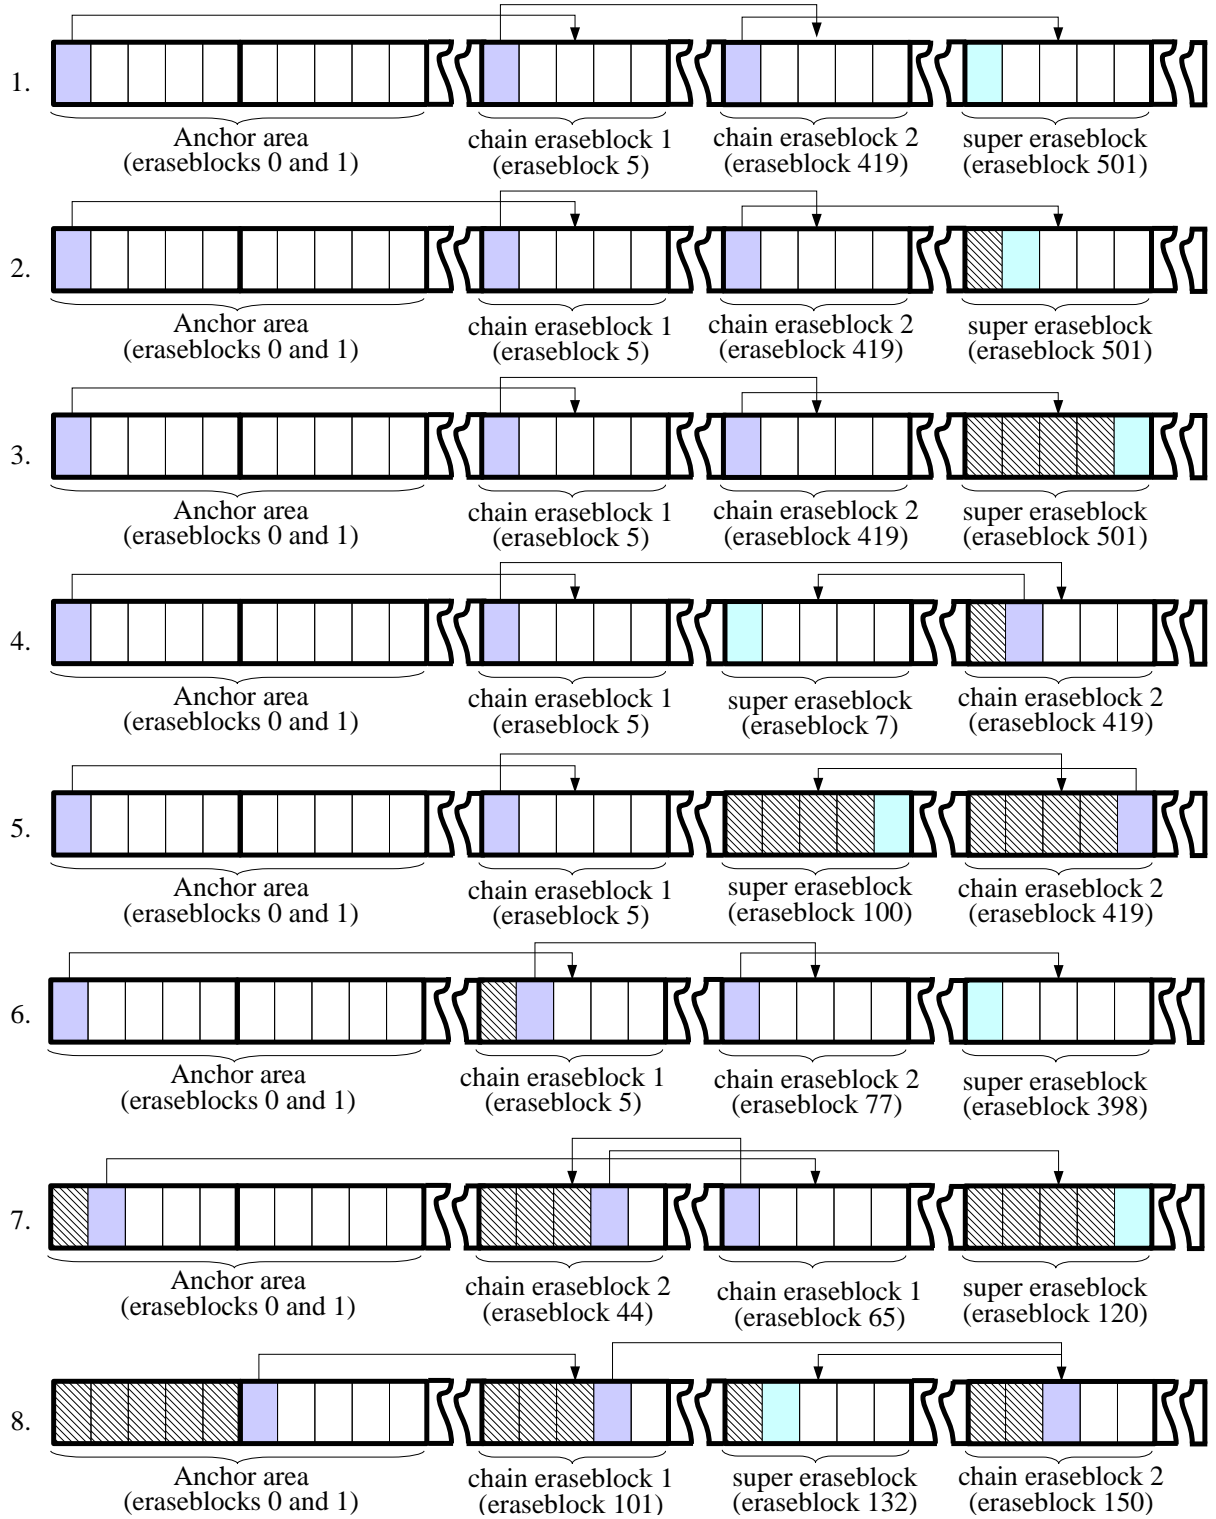 1.
Anchor area
(eraseblocks 0 and 1)
chain eraseblock 1
(eraseblock 5)
chain eraseblock 2
(eraseblock 419)
super eraseblock
(eraseblock 501)
2.
Anchor area
(eraseblocks 0 and 1)
chain eraseblock 1
(eraseblock 5)
chain eraseblock 2
(eraseblock 419)
super eraseblock
(eraseblock 501)
3.
Anchor area
(eraseblocks 0 and 1)
chain eraseblock 1
(eraseblock 5)
chain eraseblock 2
(eraseblock 419)
super eraseblock
(eraseblock 501)
4.
Anchor area
(eraseblocks 0 and 1)
chain eraseblock 1
(eraseblock 5)
super eraseblock
(eraseblock 7)
chain eraseblock 2
(eraseblock 419)
5.
Anchor area
(eraseblocks 0 and 1)
chain eraseblock 1
(eraseblock 5)
super eraseblock
(eraseblock 100)
chain eraseblock 2
(eraseblock 419)
6.
Anchor area
(eraseblocks 0 and 1)
chain eraseblock 1
(eraseblock 5)
chain eraseblock 2
(eraseblock 77)
super eraseblock
(eraseblock 398)
7.
Anchor area
(eraseblocks 0 and 1)
chain eraseblock 2
(eraseblock 44)
chain eraseblock 1
(eraseblock 65)
super eraseblock
(eraseblock 120)
8.
Anchor area
(eraseblocks 0 and 1)
chain eraseblock 1
(eraseblock 101)
super eraseblock
(eraseblock 132)
chain eraseblock 2
(eraseblock 150)